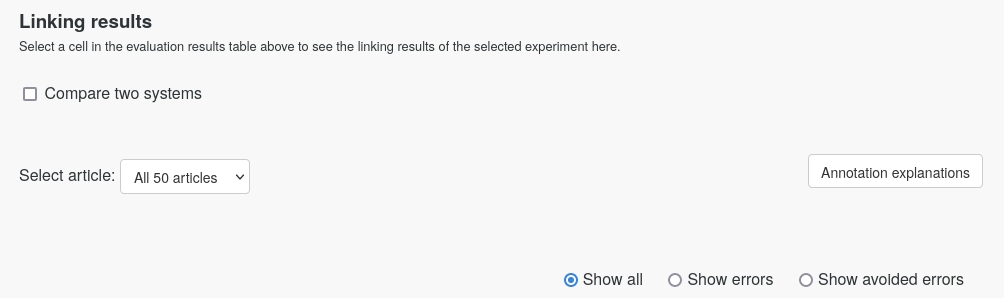 Linking results
Select a cell in the evaluation results table above to see the linking results of the selected experiment here.
Compare two systems
Select article: All 50 articles
Annotation explanations
Show all Show errors Show avoided errors